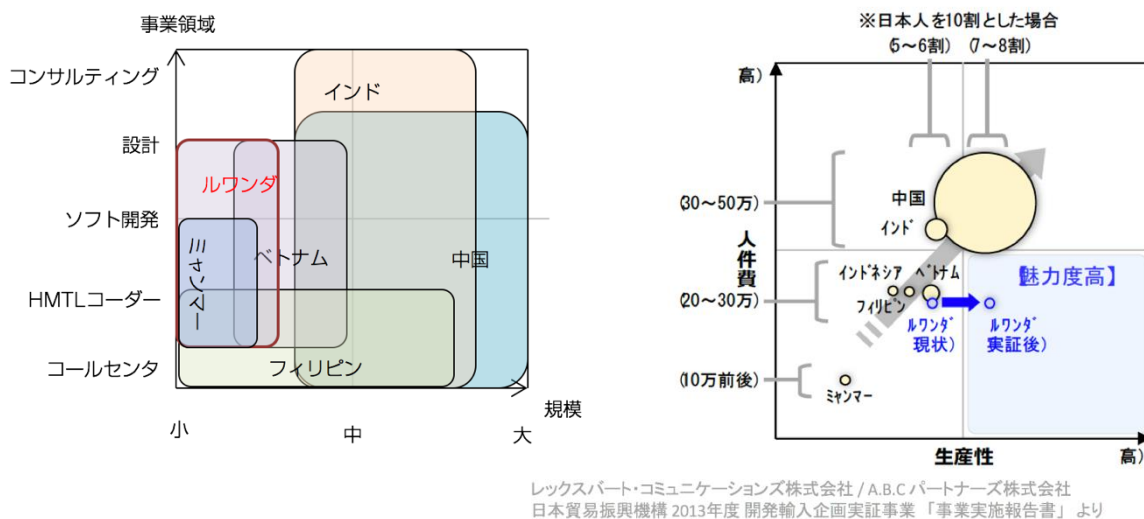 事業領域
コンサルティング
設計
ソフト開発
HMTLコーダー
コールセンタ
インド
ルワンダ
ミャンマー
ベトナム
中国
フィリピン
小
中
大
規模
※日本人を10割とした場合
(5~6割)
(7~8割)
高)
(30~50万)
人件費
(20~30万)
(10万前後)
中国
インド
インドネシア
ベトナム
フィリピン
ルワンダ
現状)
ルワンダ
実証後)
【魅力度高】
ミャンマー
生産性
高)
レックスバート・コミュニケーションズ株式会社 / A.B.C パートナーズ株式会社
日本貿易振興機構 2013年度 開発輸入企画実証事業 「事業実施報告書」 より